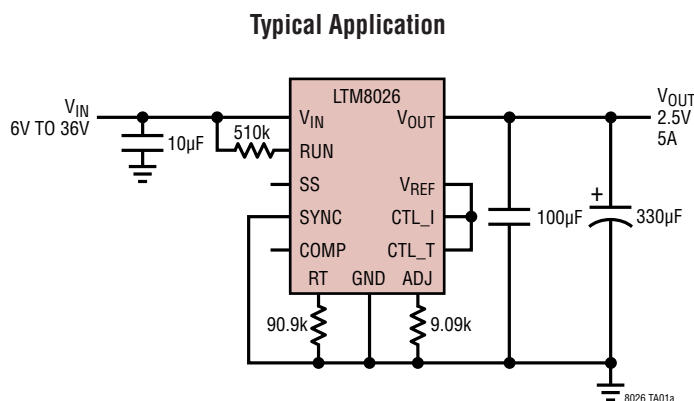 Typical Application
LTM8026
V_IN
6V TO 36V
10µF
510k
V_IN
RUN
SS
SYNC
COMP
RT
GND
ADJ
V_OUT
V_REF
CTL_I
CTL_T
V_OUT
2.5V
5A
100µF
+
330µF
90.9k
9.09k
8026 TA01a